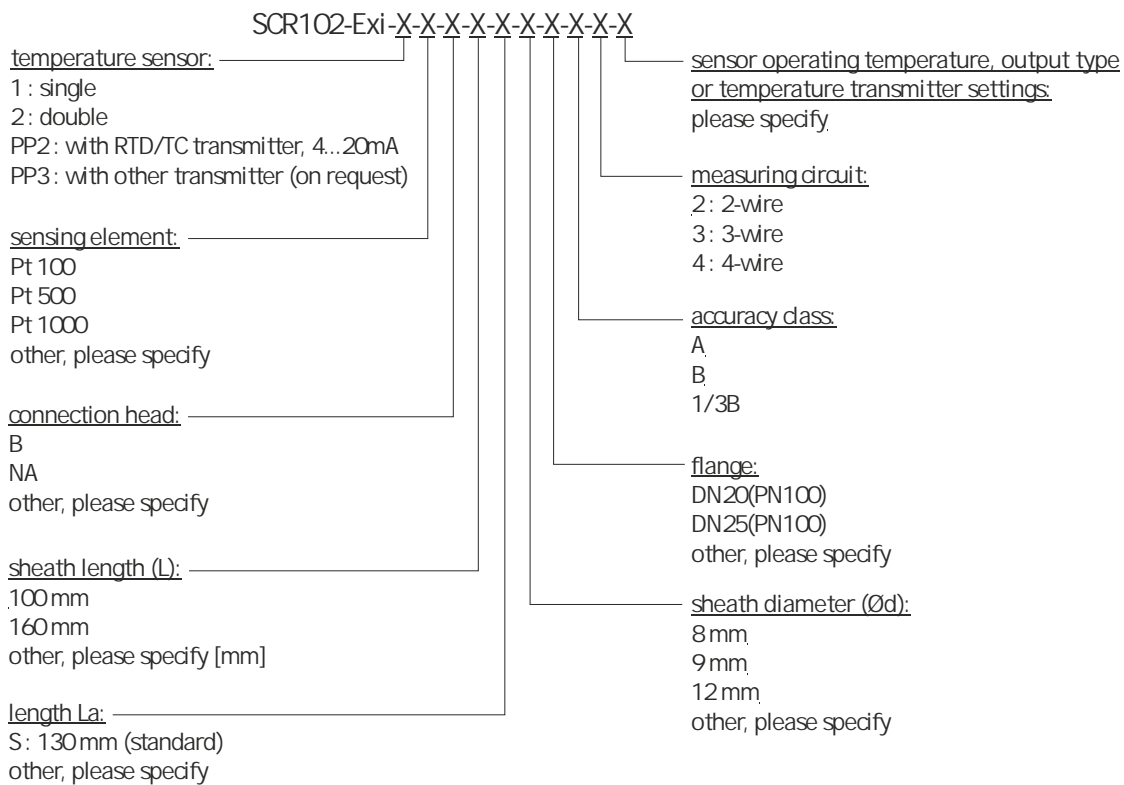 SCR102-Exi-X-X-X-X-X-X-X-X-X-X
temperature sensor:
1 : single
2 : double
PP2 : with RTD/TC transmitter, 4...20mA
PP3 : with other transmitter (on request)
sensing element:
Pt 100
Pt 500
Pt 1000
other, please specify
connection head:
B
NA
other, please specify
sheath length (L):
100 mm
160 mm
other, please specify [mm]
length La:
S : 130 mm (standard)
other, please specify
sensor operating temperature, output type
or temperature transmitter settings:
please specify
measuring circuit:
2 : 2-wire
3 : 3-wire
4 : 4-wire
accuracy class:
A
B
1/3B
flange:
DN20(PN100)
DN25(PN100)
other, please specify
sheath diameter (Ød):
8 mm
9 mm
12 mm
other, please specify